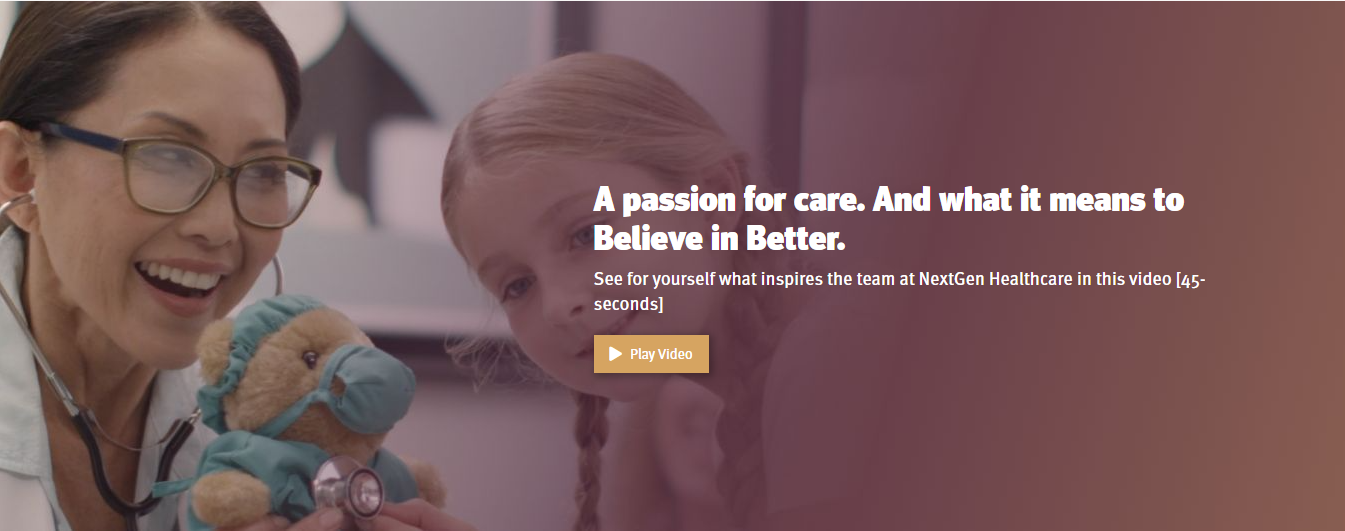 A passion for care. And what it means to
Believe in Better.
See for yourself what inspires the team at NextGen Healthcare in this video [45-
seconds]
Play Video